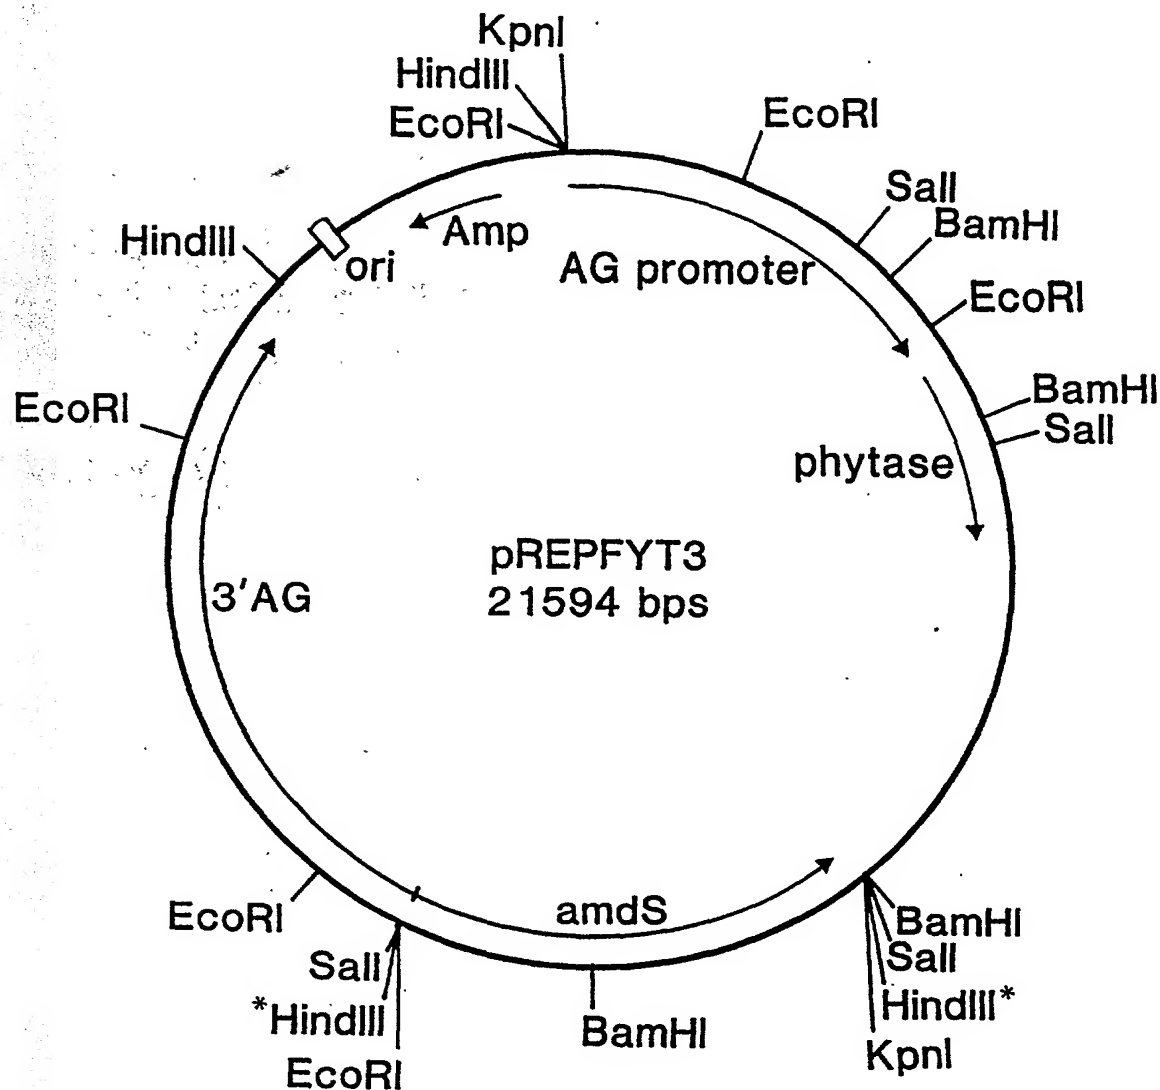 KpnI
HindIII
EcoRI
EcoRI
SalI
BamHI
HindIII
ori
Amp
AG promoter
EcoRI
BamHI
EcoRI
SalI
phytase
pREPFYT3
21594 bps
3'AG
amdS
EcoRI
BamHI
SalI
SalI
*HindIII
HindIII*
BamHI
KpnI
EcoRI